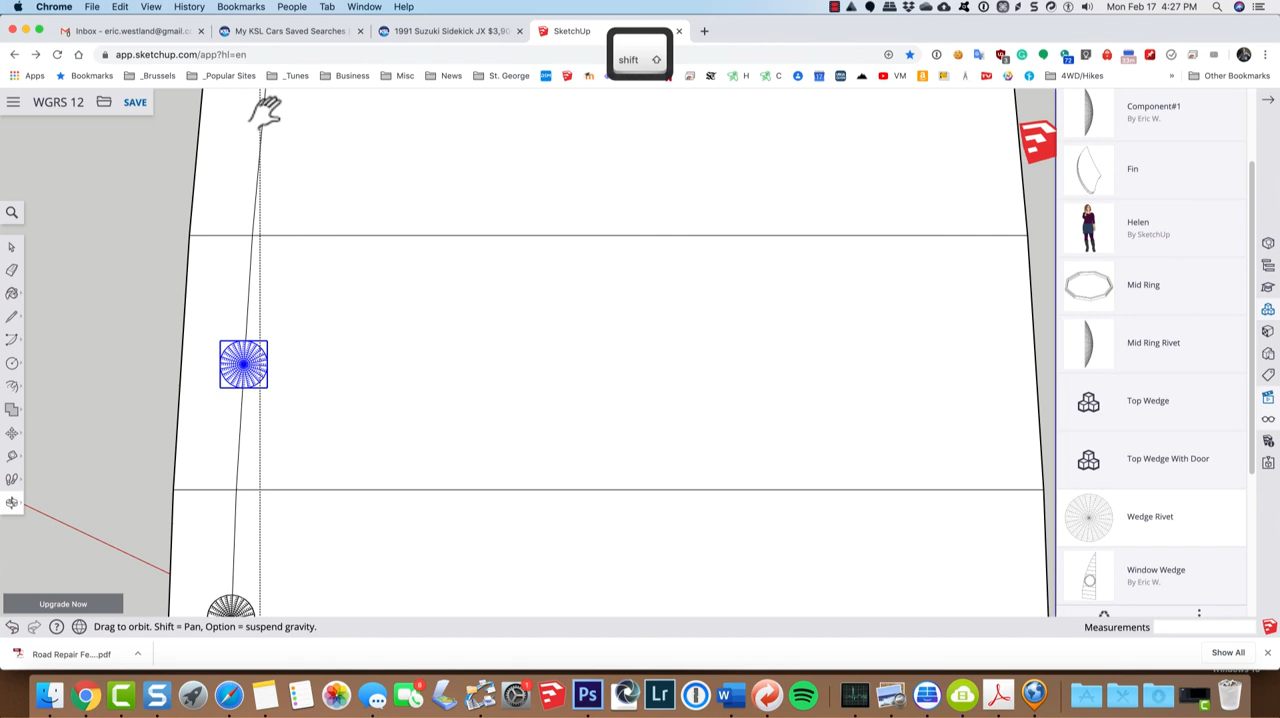 Chrome File Edit View History Bookmarks People Tab Window Help Mon Feb 17 4:27 PM
Inbox - eric.westland@gmail.c My KSL Cars Saved Searches 1991 Suzuki Sidekick JX $3,90 SketchUp
shift
app.sketchup.com/app?hl=en
Apps Bookmarks _Brussels _Popular Sites _Tunes Business Misc News St. George H C VM 4WD/Hikes » Other Bookmarks
WGRS 12 SAVE
Component#1
By Eric W.
Fin
Helen
By SketchUp
Mid Ring
Mid Ring Rivet
Top Wedge
Top Wedge With Door
Wedge Rivet
Window Wedge
By Eric W.
Upgrade Now
Drag to orbit. Shift = Pan, Option = suspend gravity. Measurements
Road Repair Fe....pdf Show All